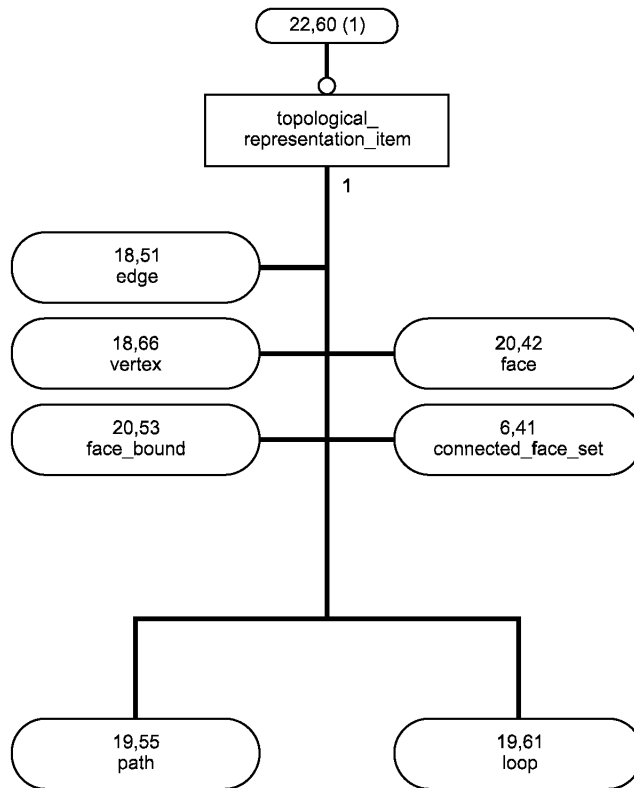 22,60 (1)
topological_
representation_item
1
18,51
edge
18,66
vertex
20,42
face
20,53
face_bound
6,41
connected_face_set
19,55
path
19,61
loop